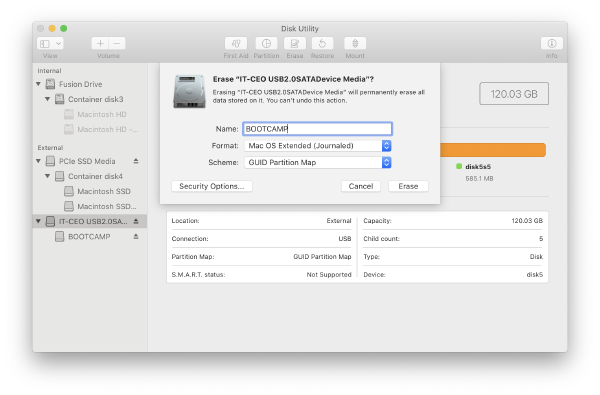 Disk Utility
View
Volume
First Aid
Partition
Erase
Restore
Mount
Info
Internal
Fusion Drive
Container disk3
Macintosh HD
Macintosh HD -...
External
PCIe SSD Media
Container disk4
Macintosh SSD
Macintosh SSD...
IT-CEO USB2.0SA...
BOOTCAMP
Erase “IT-CEO USB2.0SATADevice Media”?
Erasing “IT-CEO USB2.0SATADevice Media” will permanently erase all
data stored on it. You can't undo this action.
Name: BOOTCAMP
Format: Mac OS Extended (Journaled)
Scheme: GUID Partition Map
Security Options...
Cancel
Erase
120.03 GB
disk5s5
585.1 MB
Location: External
Capacity: 120.03 GB
Connection: USB
Child count: 5
Partition Map: GUID Partition Map
Type: Disk
S.M.A.R.T. status: Not Supported
Device: disk5